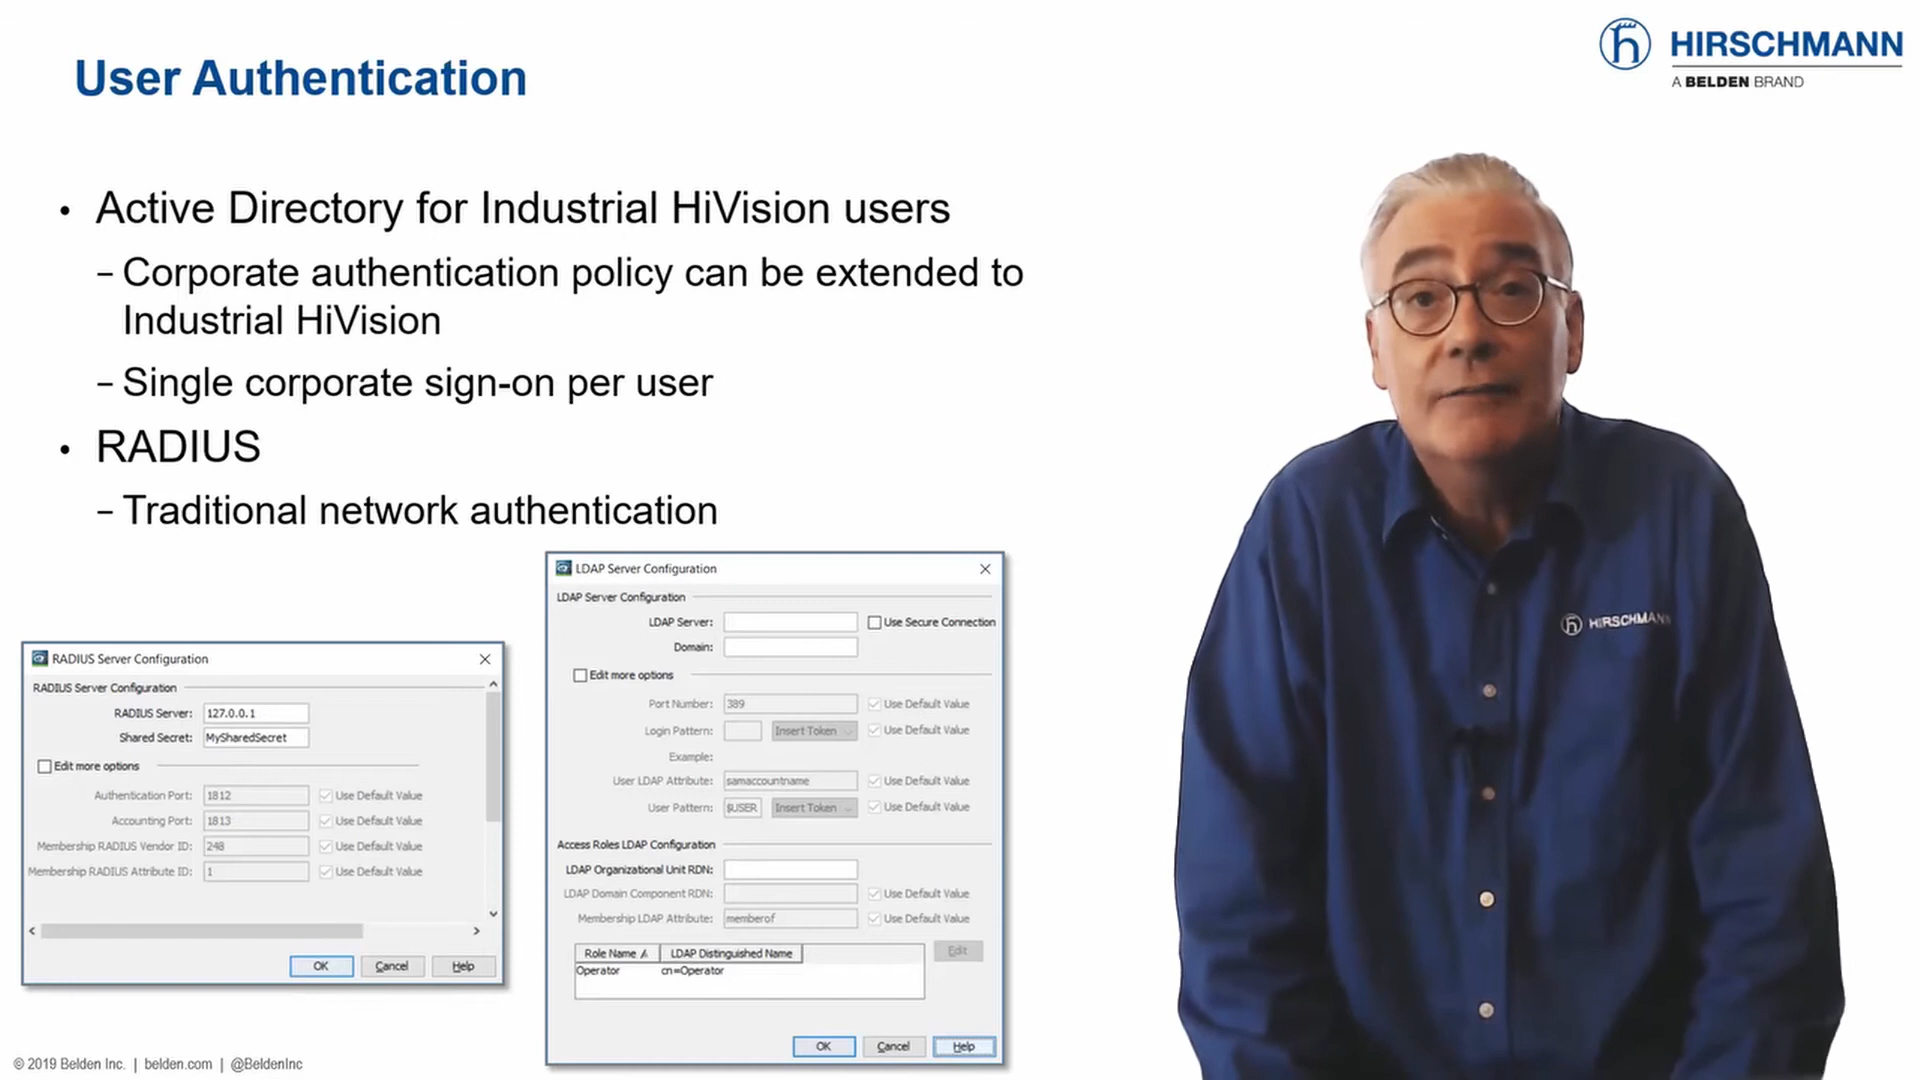 User Authentication
HIRSCHMANN
A BELDEN BRAND
• Active Directory for Industrial HiVision users
– Corporate authentication policy can be extended to
Industrial HiVision
– Single corporate sign-on per user
• RADIUS
– Traditional network authentication
RADIUS Server Configuration
RADIUS Server Configuration
RADIUS Server: 127.0.0.1
Shared Secret: MySharedSecret
Edit more options
Authentication Port: 1812 Use Default Value
Accounting Port: 1813 Use Default Value
Membership RADIUS Vendor ID: 248 Use Default Value
Membership RADIUS Attribute ID: 1 Use Default Value
OK Cancel Help
LDAP Server Configuration
LDAP Server Configuration
LDAP Server: Use Secure Connection
Domain:
Edit more options
Port Number: 389 Use Default Value
Login Pattern: Insert Token Use Default Value
Example:
User LDAP Attribute: samaccountname Use Default Value
User Pattern: $USER Insert Token Use Default Value
Access Roles LDAP Configuration
LDAP Organizational Unit RDN:
LDAP Domain Component RDN: Use Default Value
Membership LDAP Attribute: memberof Use Default Value
Role Name LDAP Distinguished Name Edit
Operator cn=Operator
OK Cancel Help
HIRSCHMANN
© 2019 Belden Inc. | belden.com | @BeldenInc